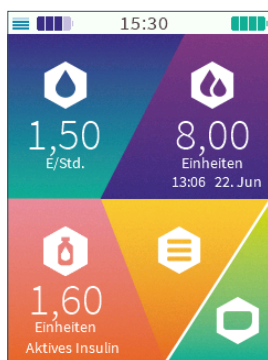 15:30
1,50
E/Std.
8,00
Einheiten
13:06 22. Jun
1,60
Einheiten
Aktives Insulin